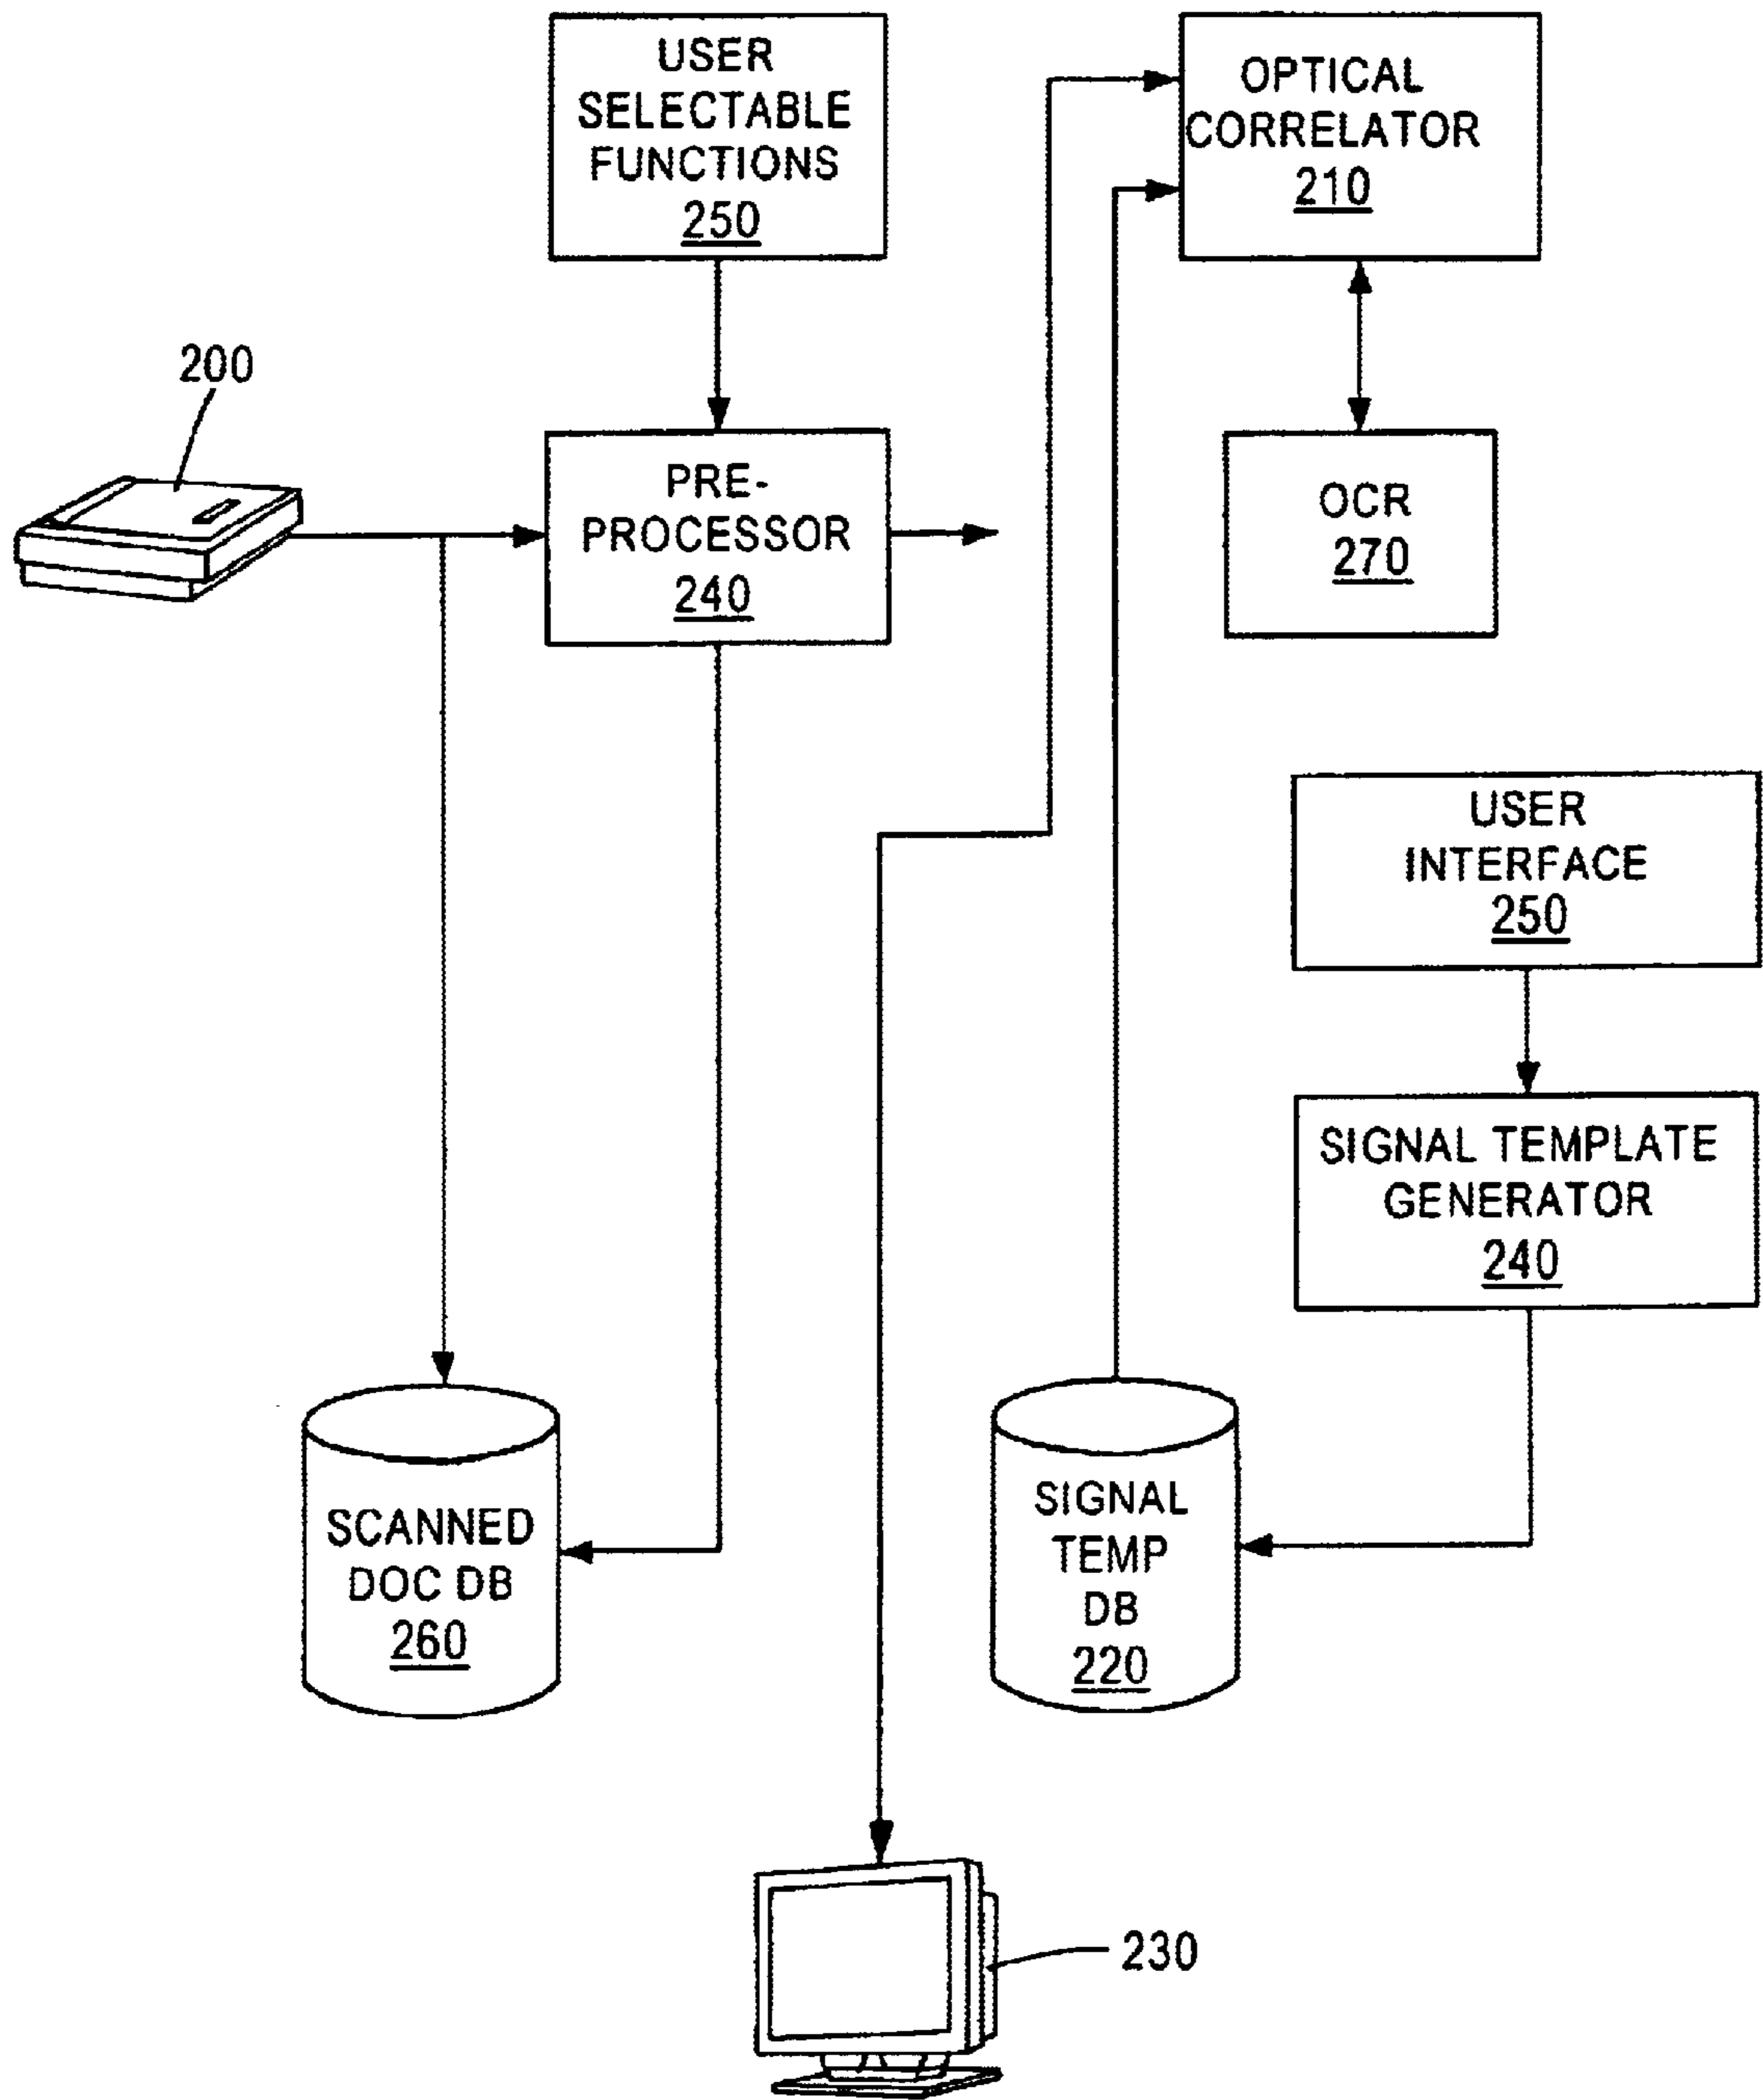 USER
SELECTABLE
FUNCTIONS
250
OPTICAL
CORRELATOR
210
200
PRE-
PROCESSOR
240
OCR
270
USER
INTERFACE
250
SIGNAL TEMPLATE
GENERATOR
240
SCANNED
DOC DB
260
SIGNAL
TEMP
DB
220
230